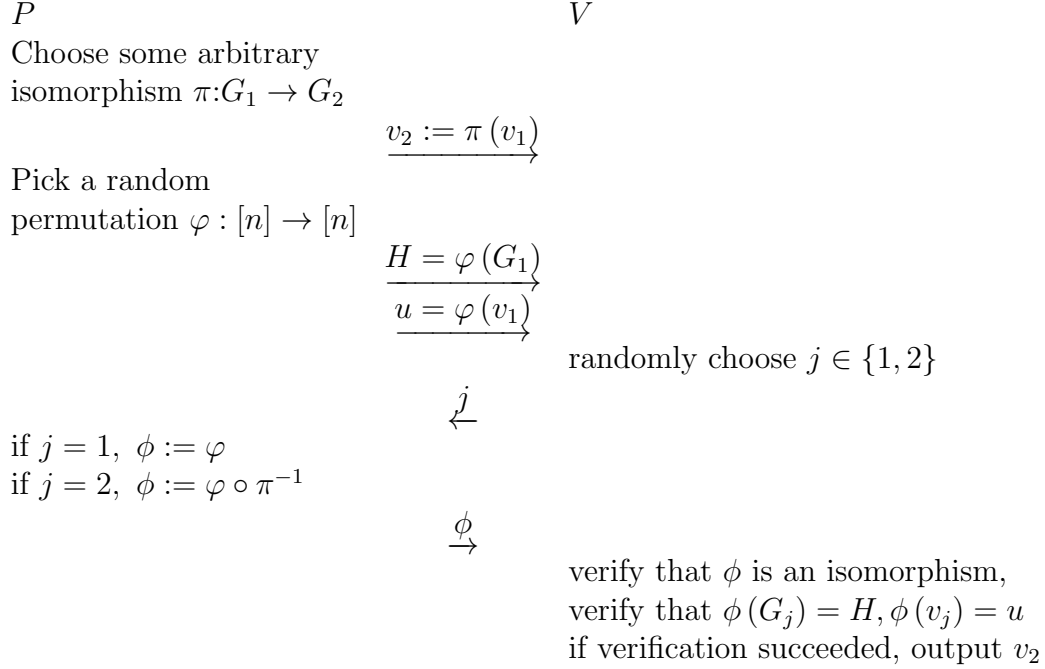 P V
Choose some arbitrary
isomorphism π:G₁ → G₂
v₂ := π (v₁)
Pick a random
permutation φ : [n] → [n]
H = φ (G₁)
u = φ (v₁)
randomly choose j ∈ {1, 2}
j
if j = 1, ϕ := φ
if j = 2, ϕ := φ ∘ π⁻¹
ϕ
verify that ϕ is an isomorphism,
verify that ϕ (Gⱼ) = H, ϕ (vⱼ) = u
if verification succeeded, output v₂